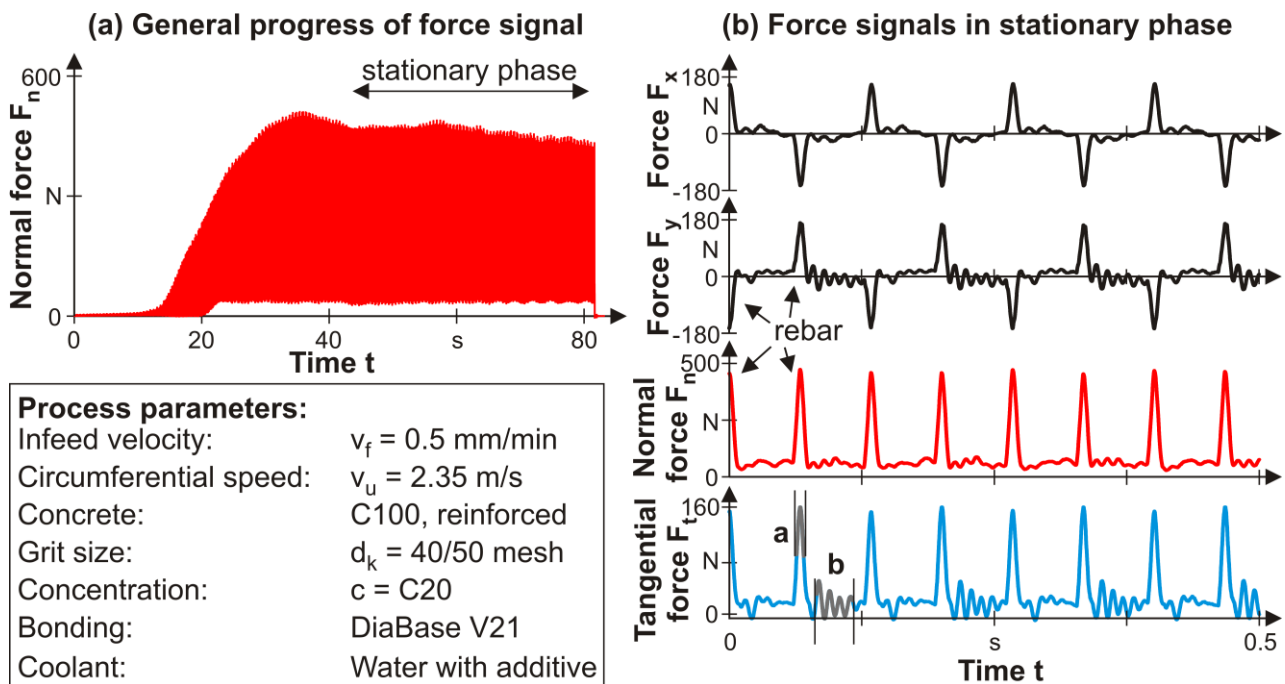 (a) General progress of force signal
600
stationary phase
Normal force Fn
N
0
0
20
40
s
80
Time t
Process parameters:
Infeed velocity: vf = 0.5 mm/min
Circumferential speed: vu = 2.35 m/s
Concrete: C100, reinforced
Grit size: dk = 40/50 mesh
Concentration: c = C20
Bonding: DiaBase V21
Coolant: Water with additive
(b) Force signals in stationary phase
Force Fx
180
N
0
-180
Force Fy
180
N
0
-180
rebar
Normal
force Fn
500
N
0
Tangential
force Ft
160
N
0
a
b
0
s
0.5
Time t